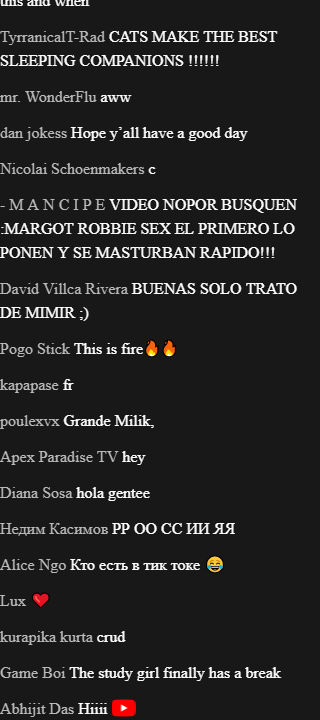 this and when
TyrranicalT-Rad CATS MAKE THE BEST
SLEEPING COMPANIONS !!!!!!
mr. WonderFlu aww
dan jokess Hope y’all have a good day
Nicolai Schoenmakers c
- M A N C I P E VIDEO NOPOR BUSQUEN
:MARGOT ROBBIE SEX EL PRIMERO LO
PONEN Y SE MASTURBAN RAPIDO!!!
David Villca Rivera BUENAS SOLO TRATO
DE MIMIR ;)
Pogo Stick This is fire🔥🔥
kapapase fr
poulexvx Grande Milik,
Apex Paradise TV hey
Diana Sosa hola gentee
Недим Касимов РР ОО СС ИИ ЯЯ
Alice Ngo Кто есть в тик токе 😂
Lux ❤
kurapika kurta crud
Game Boi The study girl finally has a break
Abhijit Das Hiiii